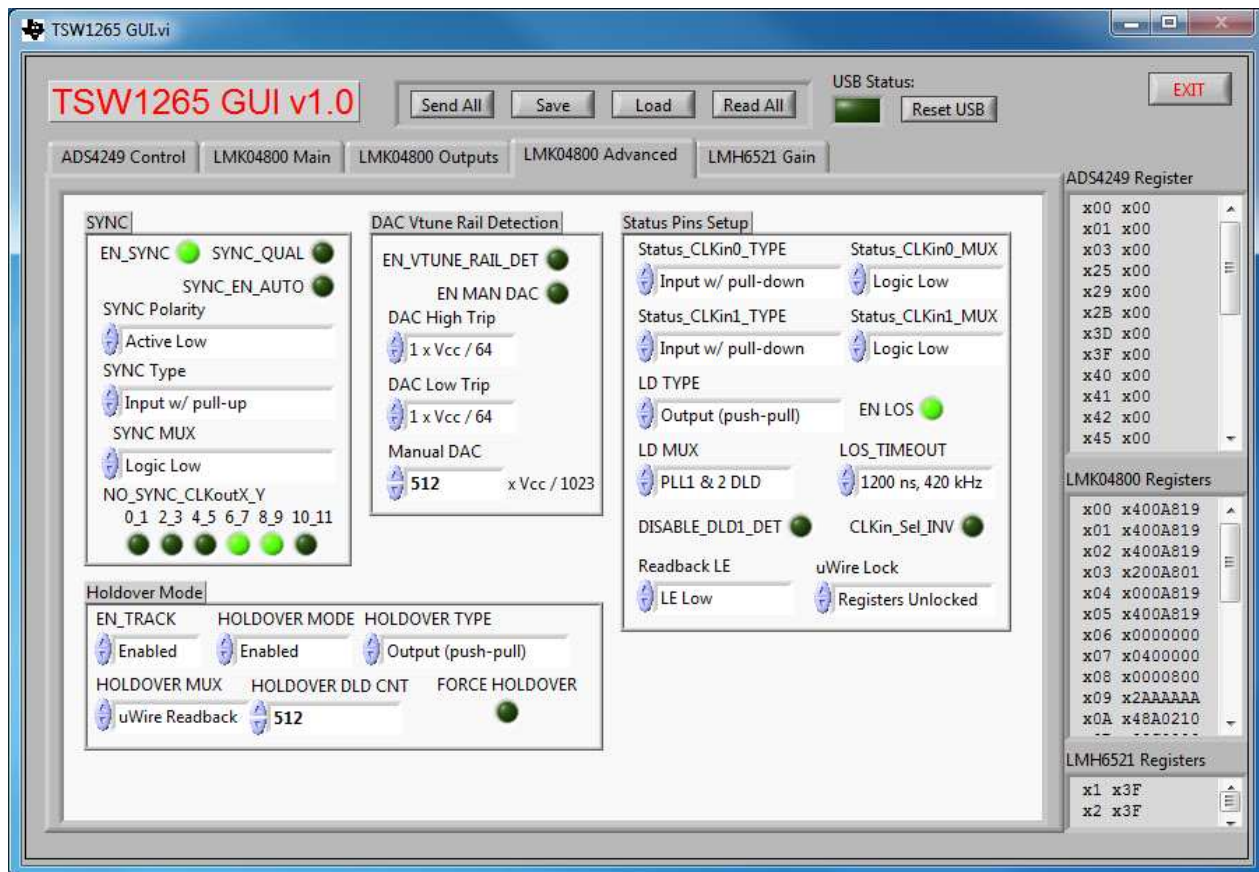 TSW1265 GUI.vi
TSW1265 GUI v1.0
Send All Save Load Read All
USB Status:
Reset USB
EXIT
ADS4249 Control LMK04800 Main LMK04800 Outputs LMK04800 Advanced LMH6521 Gain
SYNC
EN_SYNC SYNC_QUAL
SYNC_EN_AUTO
SYNC Polarity
Active Low
SYNC Type
Input w/ pull-up
SYNC MUX
Logic Low
NO_SYNC_CLKoutX_Y
0_1 2_3 4_5 6_7 8_9 10_11
DAC Vtune Rail Detection
EN_VTUNE_RAIL_DET
EN MAN DAC
DAC High Trip
1 x Vcc / 64
DAC Low Trip
1 x Vcc / 64
Manual DAC
512 x Vcc / 1023
Status Pins Setup
Status_CLKin0_TYPE Status_CLKin0_MUX
Input w/ pull-down Logic Low
Status_CLKin1_TYPE Status_CLKin1_MUX
Input w/ pull-down Logic Low
LD TYPE
Output (push-pull) EN LOS
LD MUX LOS_TIMEOUT
PLL1 & 2 DLD 1200 ns, 420 kHz
DISABLE_DLD1_DET CLKin_Sel_INV
Readback LE uWire Lock
LE Low Registers Unlocked
Holdover Mode
EN_TRACK HOLDOVER MODE HOLDOVER TYPE
Enabled Enabled Output (push-pull)
HOLDOVER MUX HOLDOVER DLD CNT FORCE HOLDOVER
uWire Readback 512
ADS4249 Register
x00 x00
x01 x00
x03 x00
x25 x00
x29 x00
x2B x00
x3D x00
x3F x00
x40 x00
x41 x00
x42 x00
x45 x00
LMK04800 Registers
x00 x400A819
x01 x400A819
x02 x400A819
x03 x200A801
x04 x000A819
x05 x400A819
x06 x0000000
x07 x0400000
x08 x0000800
x09 x2AAAAAA
x0A x48A0210
LMH6521 Registers
x1 x3F
x2 x3F